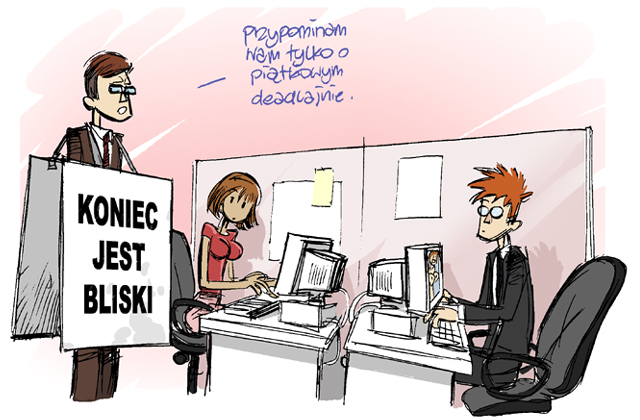 Przypominam
wam tylko o
piątkowym
deadlajnie.
KONIEC
JEST
BLISKI